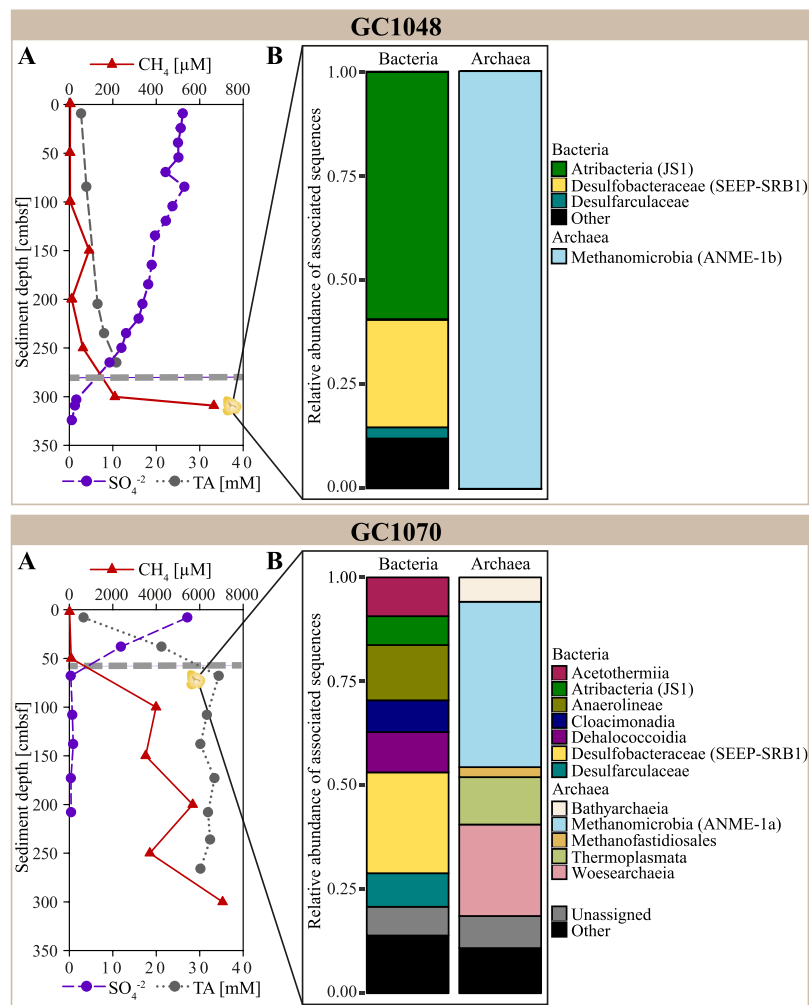 GC1048
A
CH4 [µM]
0 200 400 600 800
0
50
100
150
200
250
300
350
Sediment depth [cmbsf]
0 10 20 30 40
SO4-2 TA [mM]
B
Bacteria Archaea
1.00
0.75
0.50
0.25
0.00
Relative abundance of associated sequences
Bacteria
Atribacteria (JS1)
Desulfobacteraceae (SEEP-SRB1)
Desulfarculaceae
Other
Archaea
Methanomicrobia (ANME-1b)
GC1070
A
CH4 [µM]
0 2000 4000 6000 8000
0
50
100
150
200
250
300
350
Sediment depth [cmbsf]
0 10 20 30 40
SO4-2 TA [mM]
B
Bacteria Archaea
1.00
0.75
0.50
0.25
0.00
Relative abundance of associated sequences
Bacteria
Acetothermiia
Atribacteria (JS1)
Anaerolineae
Cloacimonadia
Dehalococcoidia
Desulfobacteraceae (SEEP-SRB1)
Desulfarculaceae
Archaea
Bathyarchaeia
Methanomicrobia (ANME-1a)
Methanofastidiosales
Thermoplasmata
Woesearchaeia
Unassigned
Other